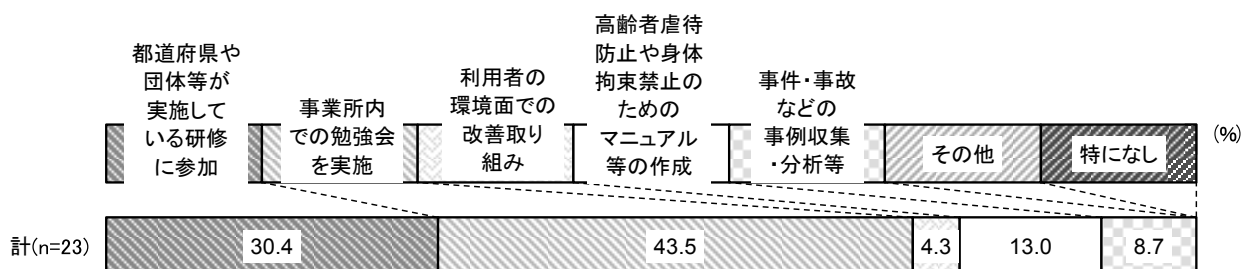 都道府県や
団体等が
実施して
いる研修
に参加
事業所内
での勉強会
を実施
利用者の
環境面での
改善取り
組み
高齢者虐待
防止や身体
拘束禁止の
ための
マニュアル
等の作成
事件・事故
などの
事例収集
・分析等
その他
特になし
(%)
計(n=23)
30.4
43.5
4.3
13.0
8.7